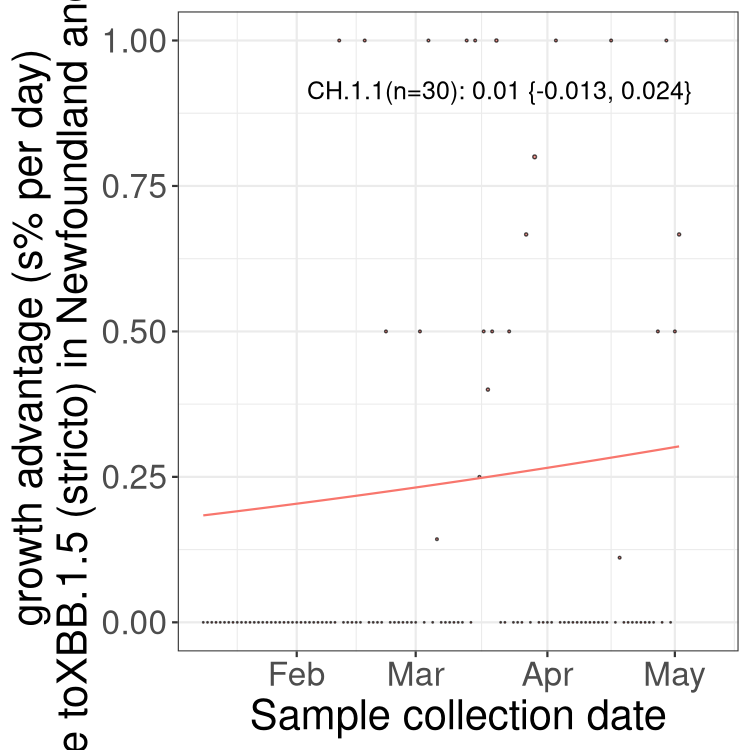 growth advantage (s% per day)
e toXBB.1.5 (stricto) in Newfoundland and
1.00
0.75
0.50
0.25
0.00
CH.1.1(n=30): 0.01 {-0.013, 0.024}
Feb Mar Apr May
Sample collection date